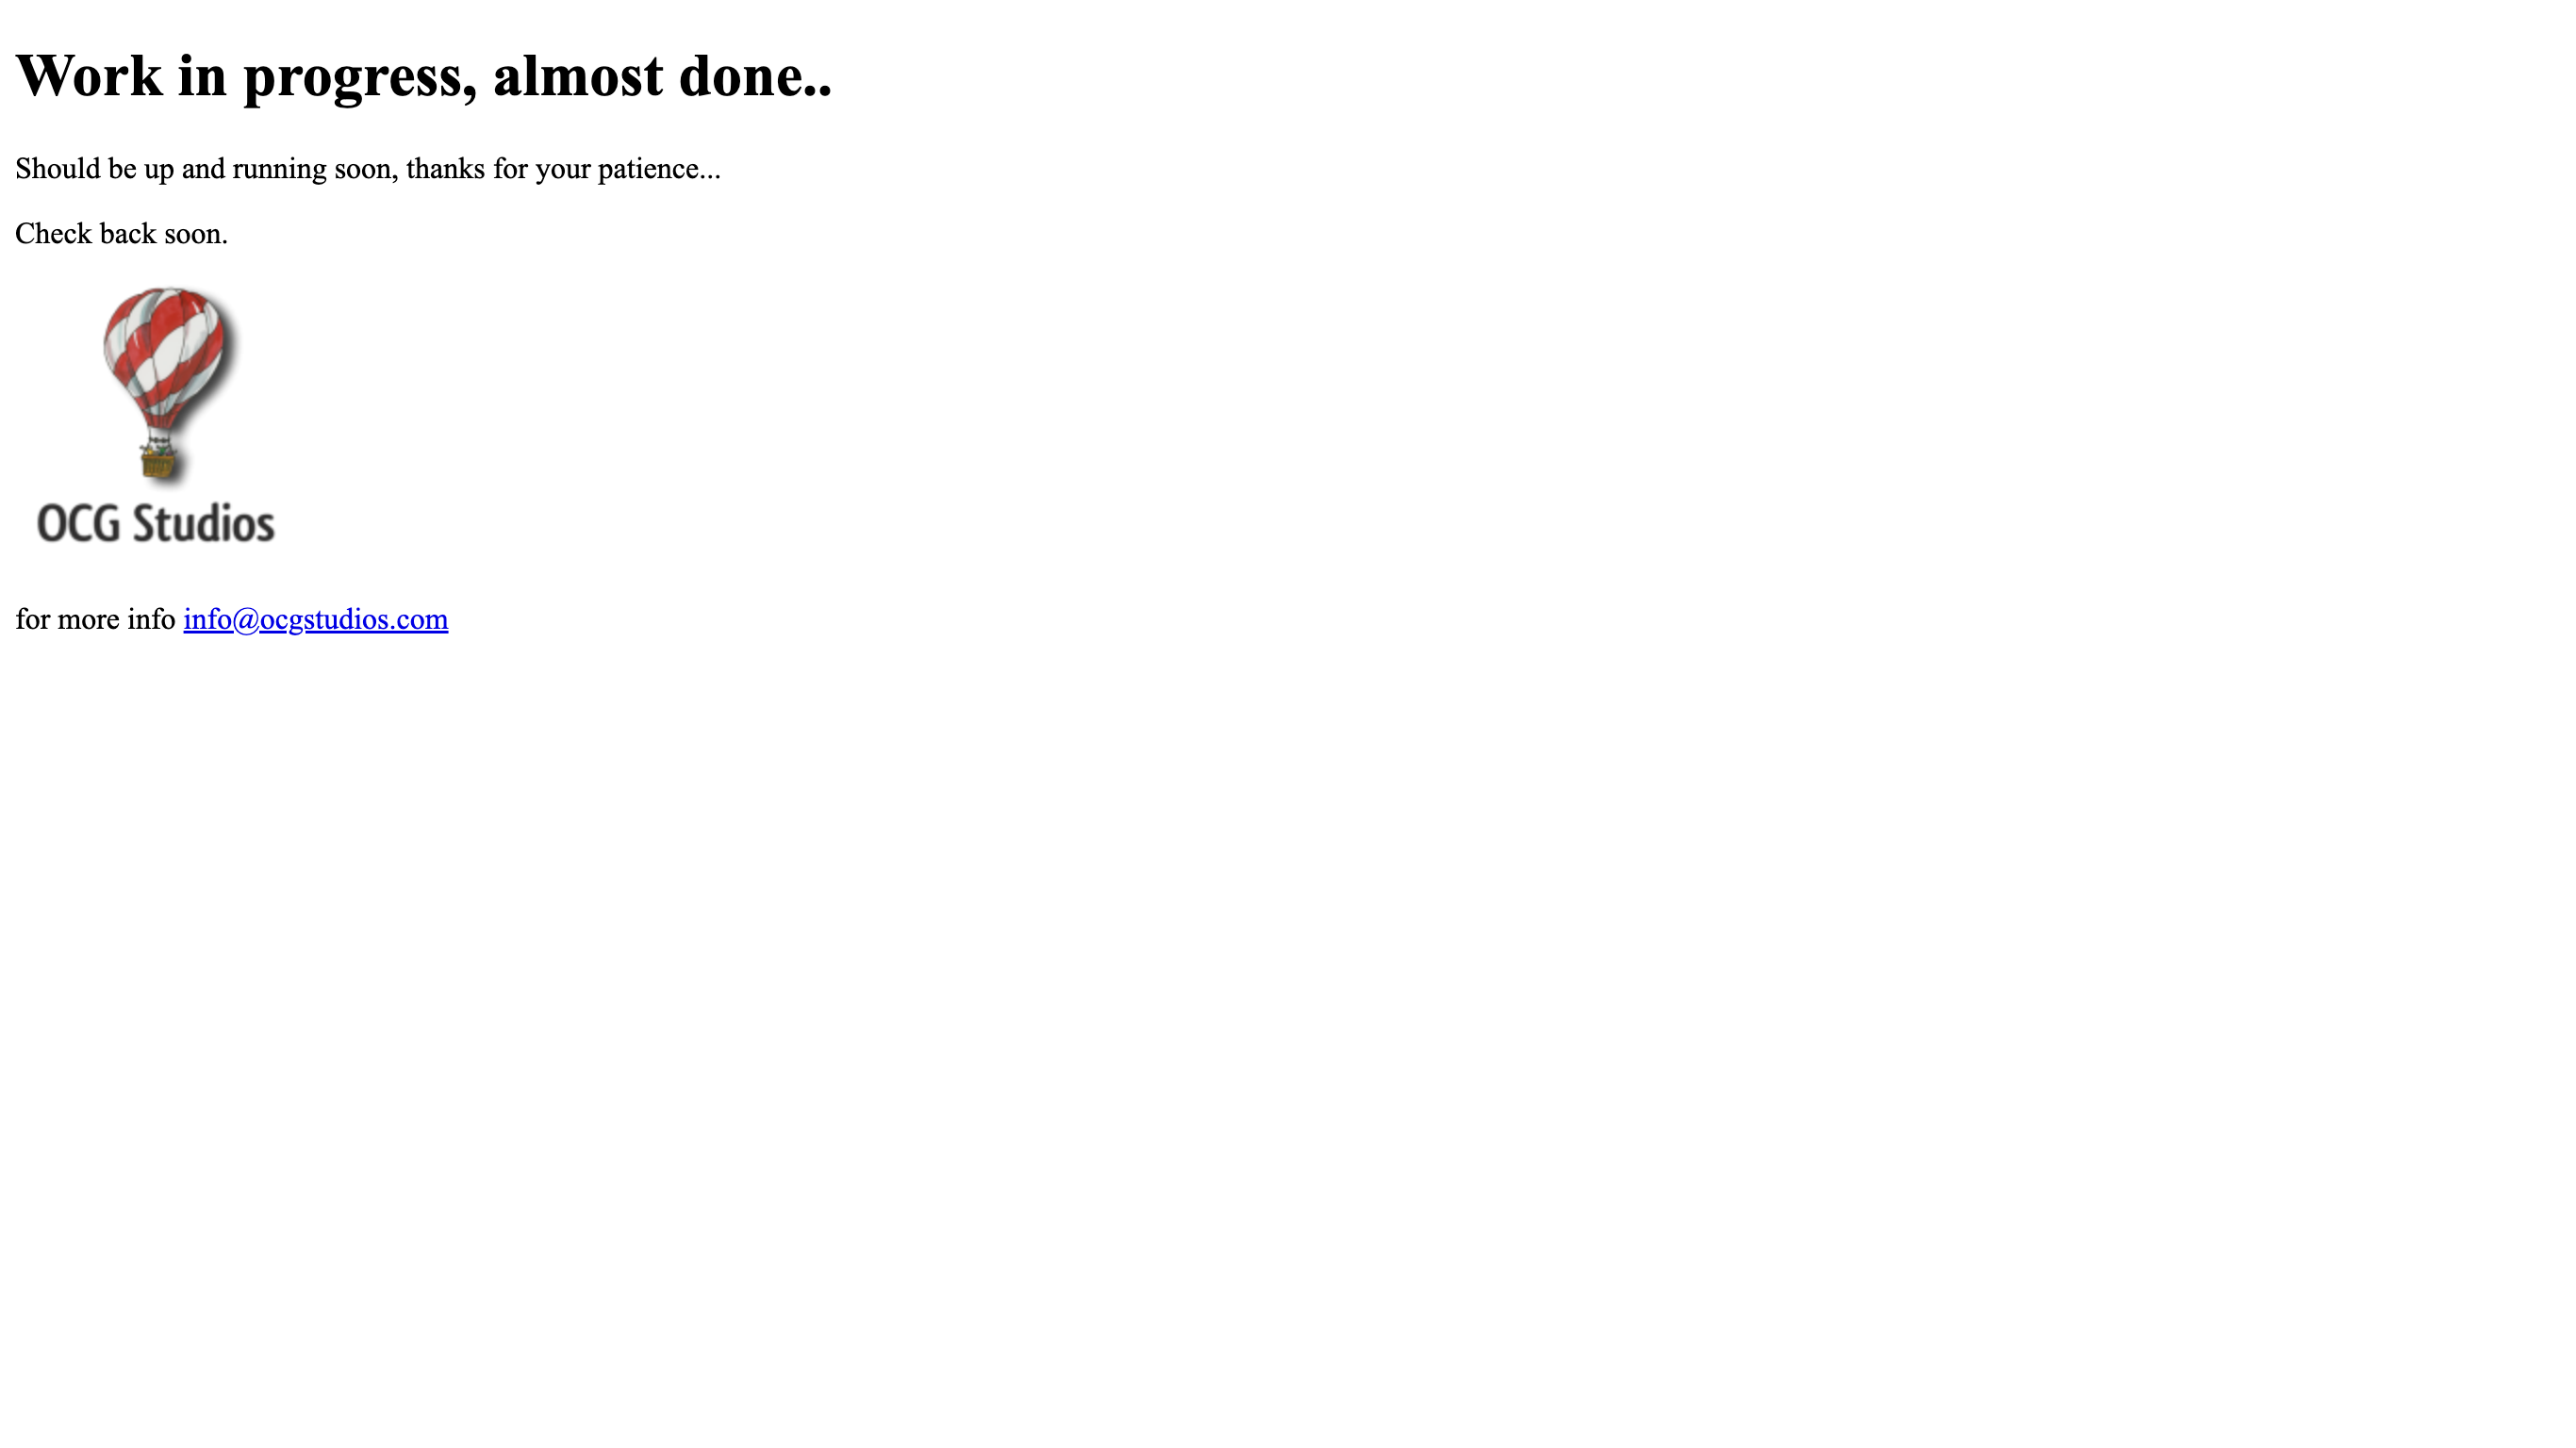 Work in progress, almost done..
Should be up and running soon, thanks for your patience...
Check back soon.
OCG Studios
for more info info@ocgstudios.com